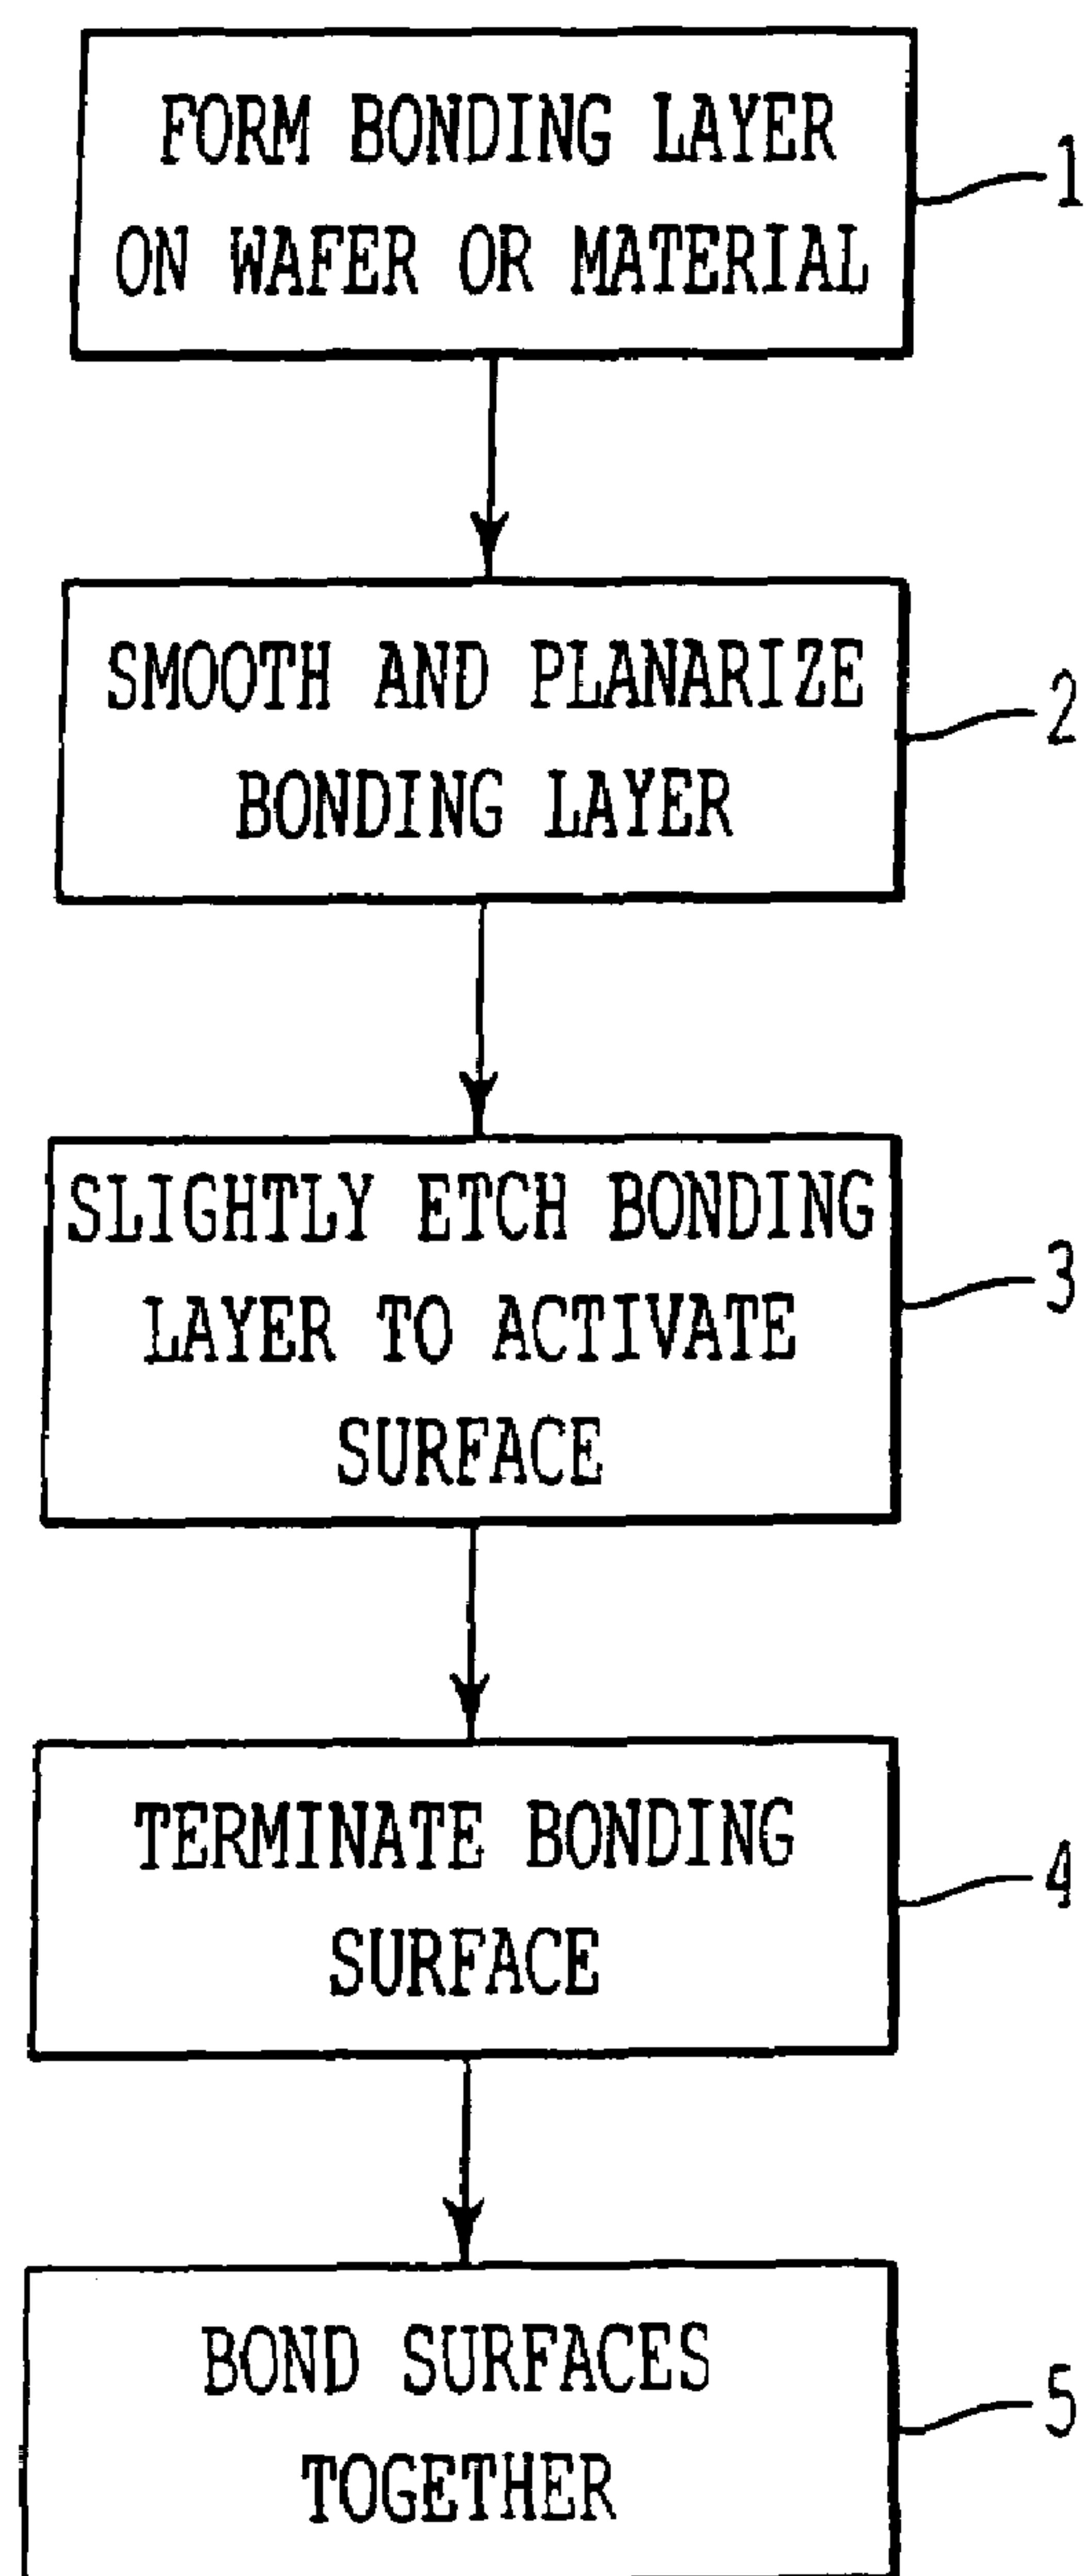 FORM BONDING LAYER
ON WAFER OR MATERIAL
1
SMOOTH AND PLANARIZE
BONDING LAYER
2
SLIGHTLY ETCH BONDING
LAYER TO ACTIVATE
SURFACE
3
TERMINATE BONDING
SURFACE
4
BOND SURFACES
TOGETHER
5